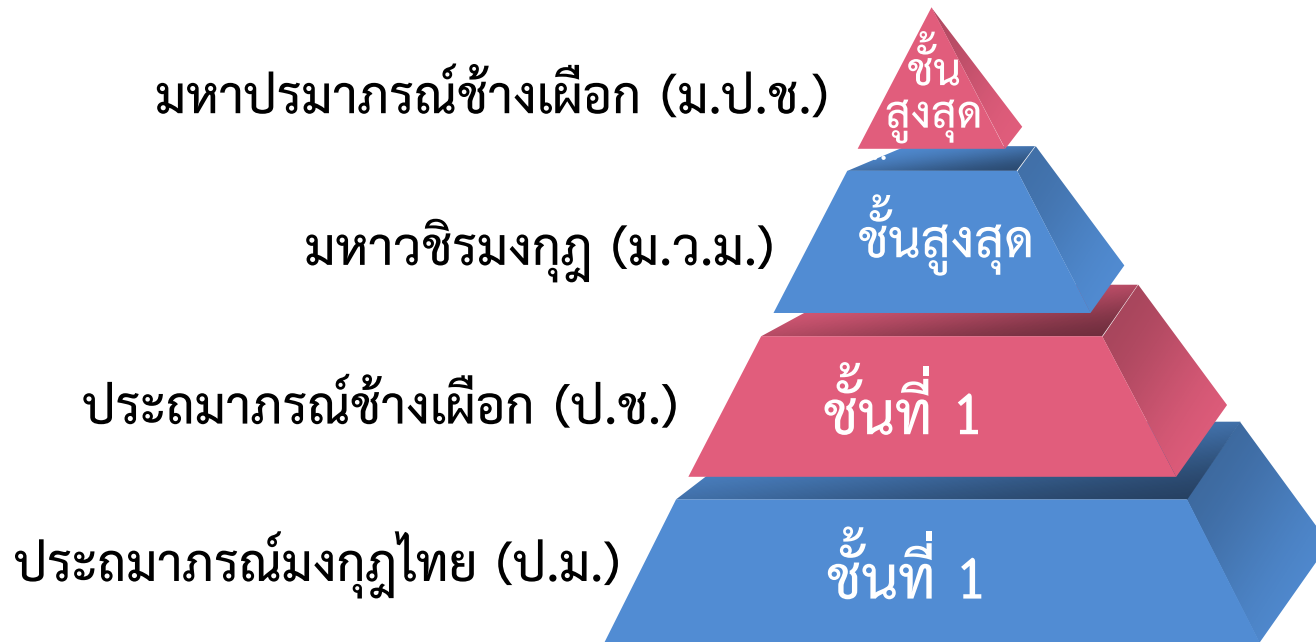 มหาปรมาภรณ์ช้างเผือก (ม.ป.ช.)
ชั้น
สูงสุด
มหาวชิรมงกุฎ (ม.ว.ม.)
ชั้นสูงสุด
ประถมาภรณ์ช้างเผือก (ป.ช.)
ชั้นที่ 1
ประถมาภรณ์มงกุฎไทย (ป.ม.)
ชั้นที่ 1